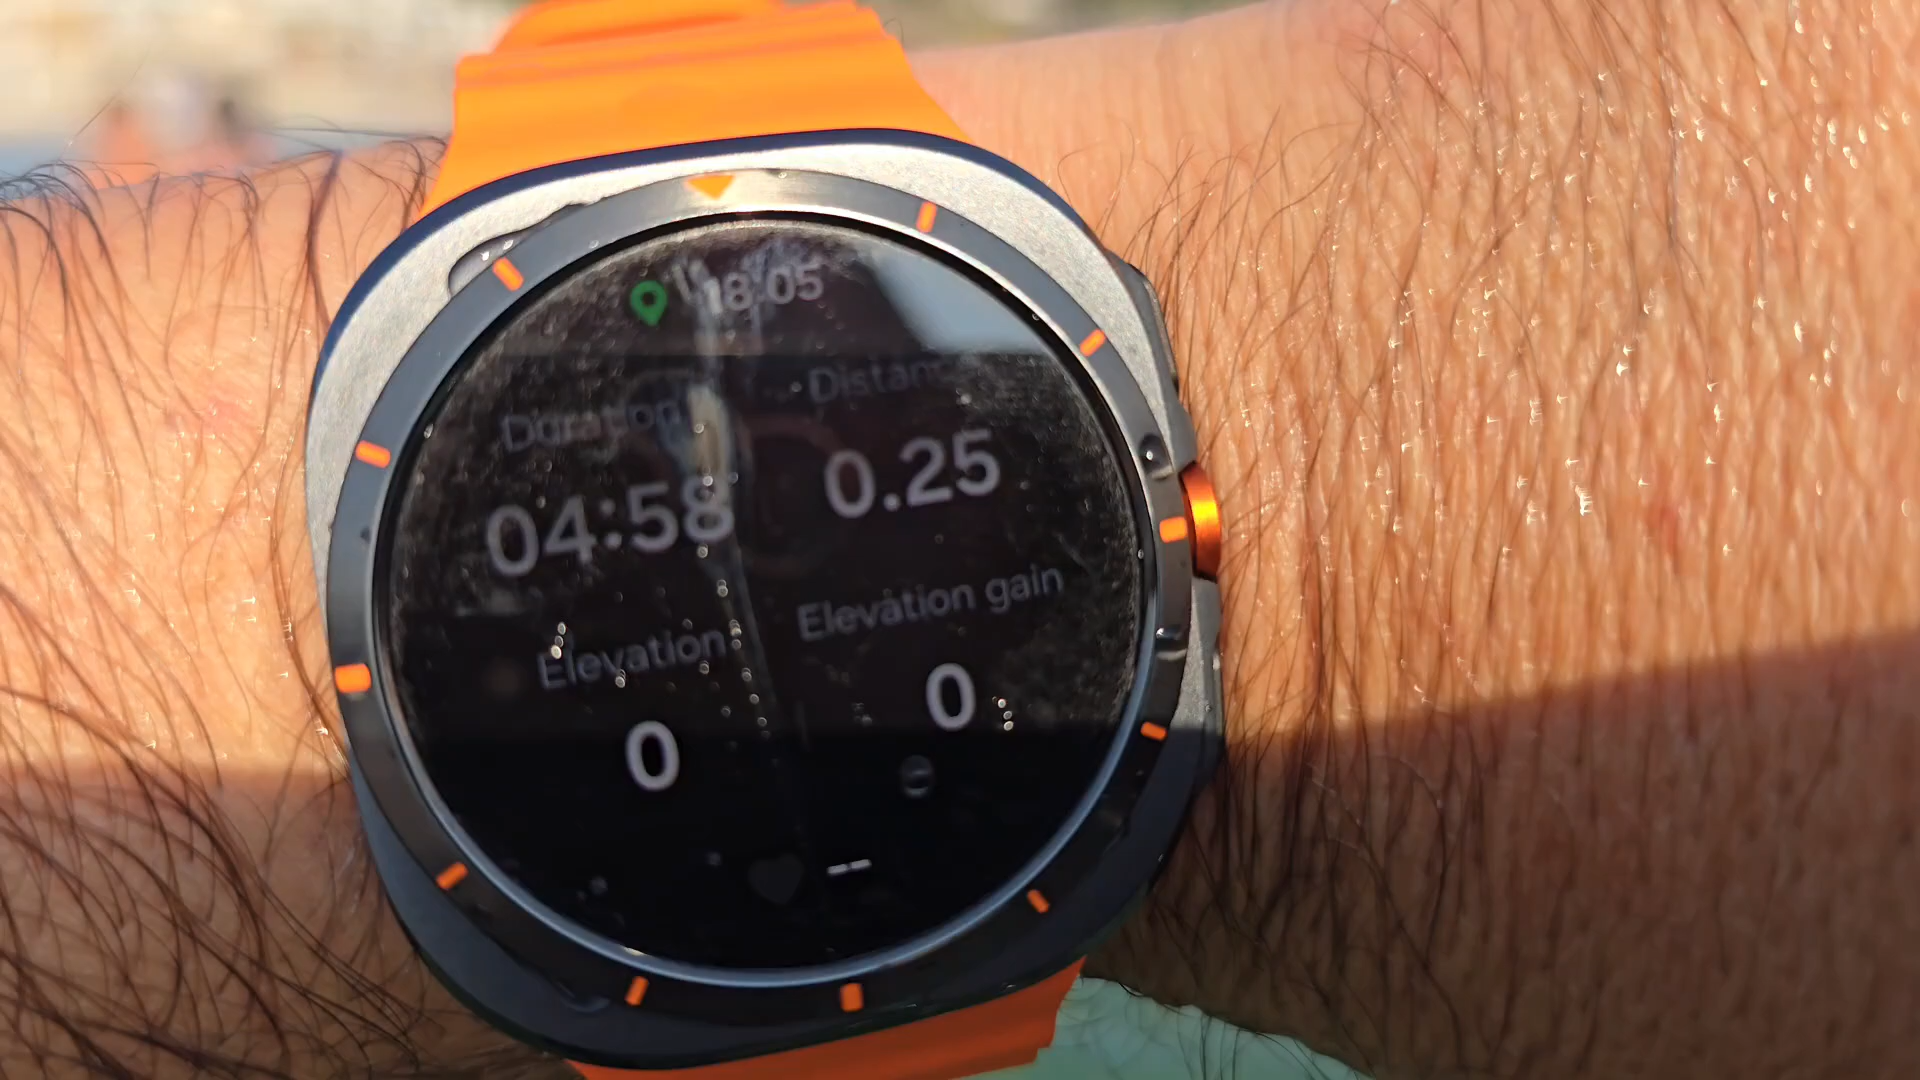 18:05
Duration
Distance
04:58
0.25
Elevation
Elevation gain
0
0
--